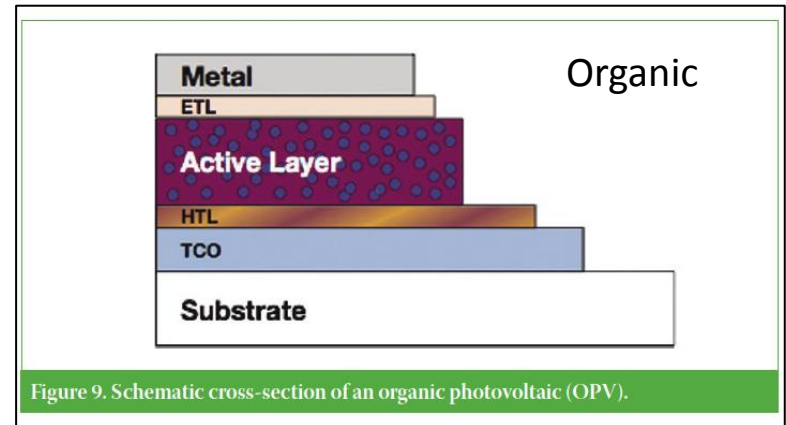 Organic
Metal
ETL
Active Layer
HTL
TCO
Substrate
Figure 9. Schematic cross-section of an organic photovoltaic (OPV).